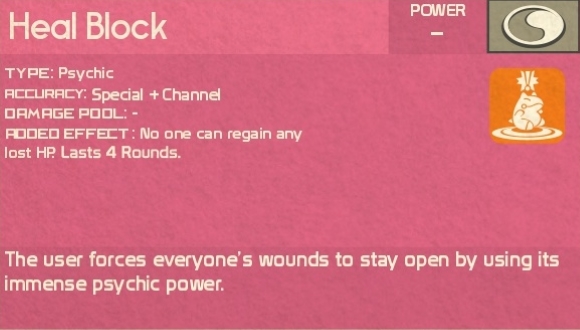 Heal Block
POWER
–
TYPE: Psychic
ACCURACY: Special + Channel
DAMAGE POOL: -
ADDED EFFECT: No one can regain any
lost HP. Lasts 4 Rounds.
The user forces everyone's wounds to stay open by using its
immense psychic power.